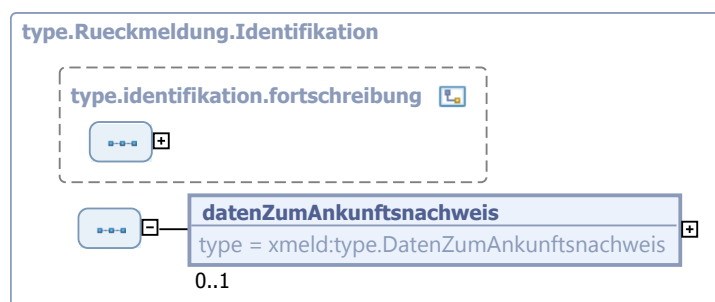 type.Rueckmeldung.Identifikation
type.identifikation.fortschreibung
datenZumAnkunftsnachweis
type = xmeld:type.DatenZumAnkunftsnachweis
0..1